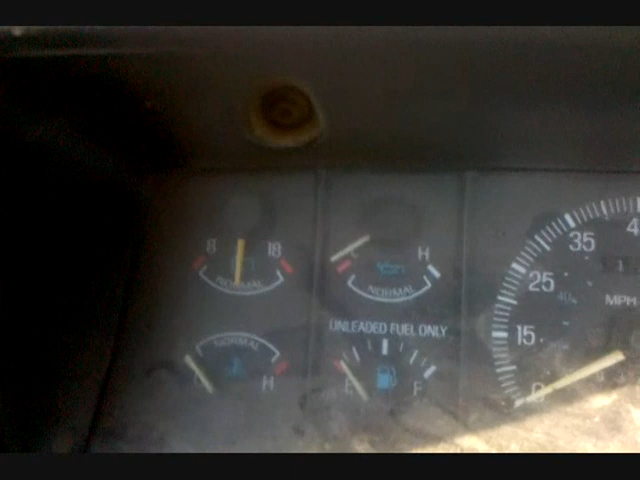 8 18
NORMAL
H
NORMAL
UNLEADED FUEL ONLY
NORMAL
H
E F
35
25
15
0
MPH